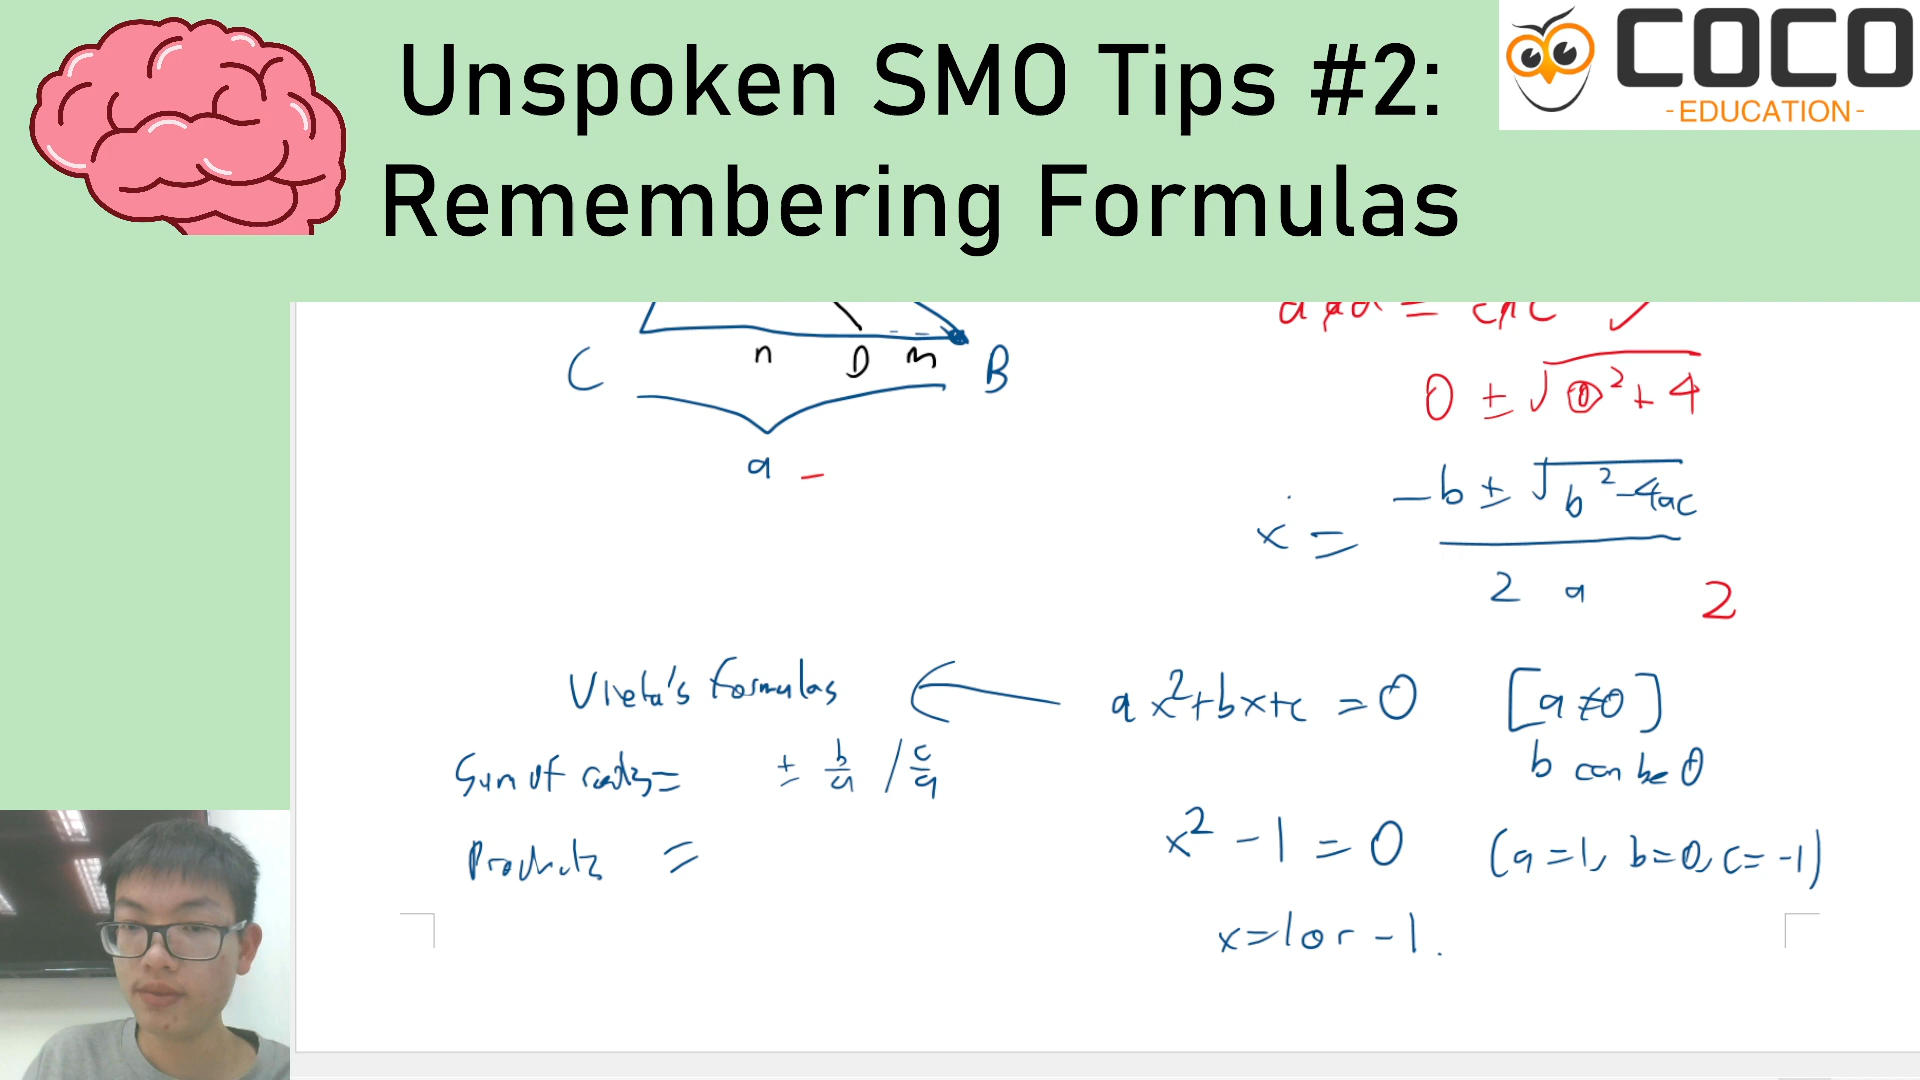 Unspoken SMO Tips #2:
Remembering Formulas
COCO
-EDUCATION-
C n D m B
a -
0 ± √0² + 4
x = -b ± √b² - 4ac
2 a
2
Vieta's formulas
ax²+bx+c = 0 [a ≠ 0]
b can be 0
Sum of roots = ± b/a / c/a
x² - 1 = 0 (a = 1, b = 0, c = -1)
Products =
x = 1 or -1.